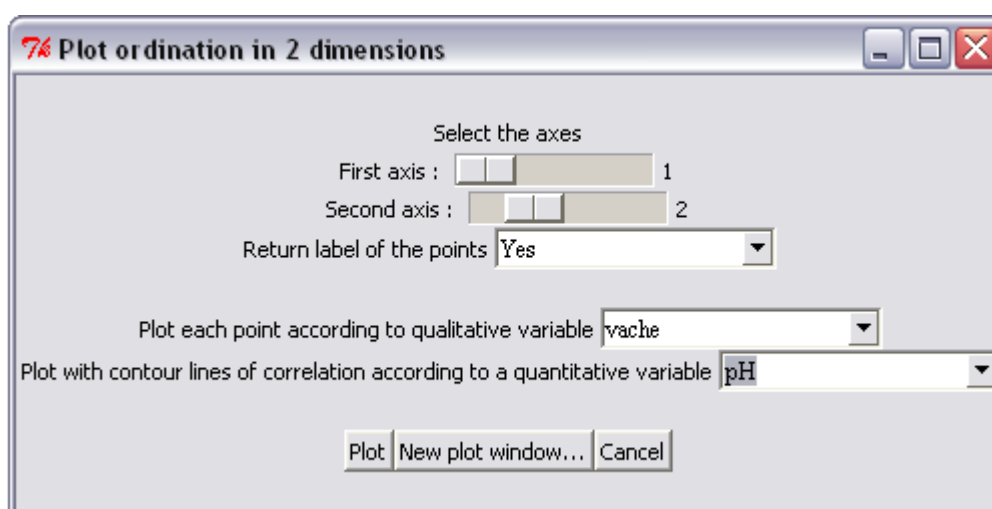 Plot ordination in 2 dimensions
Select the axes
First axis : 1
Second axis : 2
Return label of the points Yes
Plot each point according to qualitative variable vache
Plot with contour lines of correlation according to a quantitative variable pH
Plot New plot window... Cancel